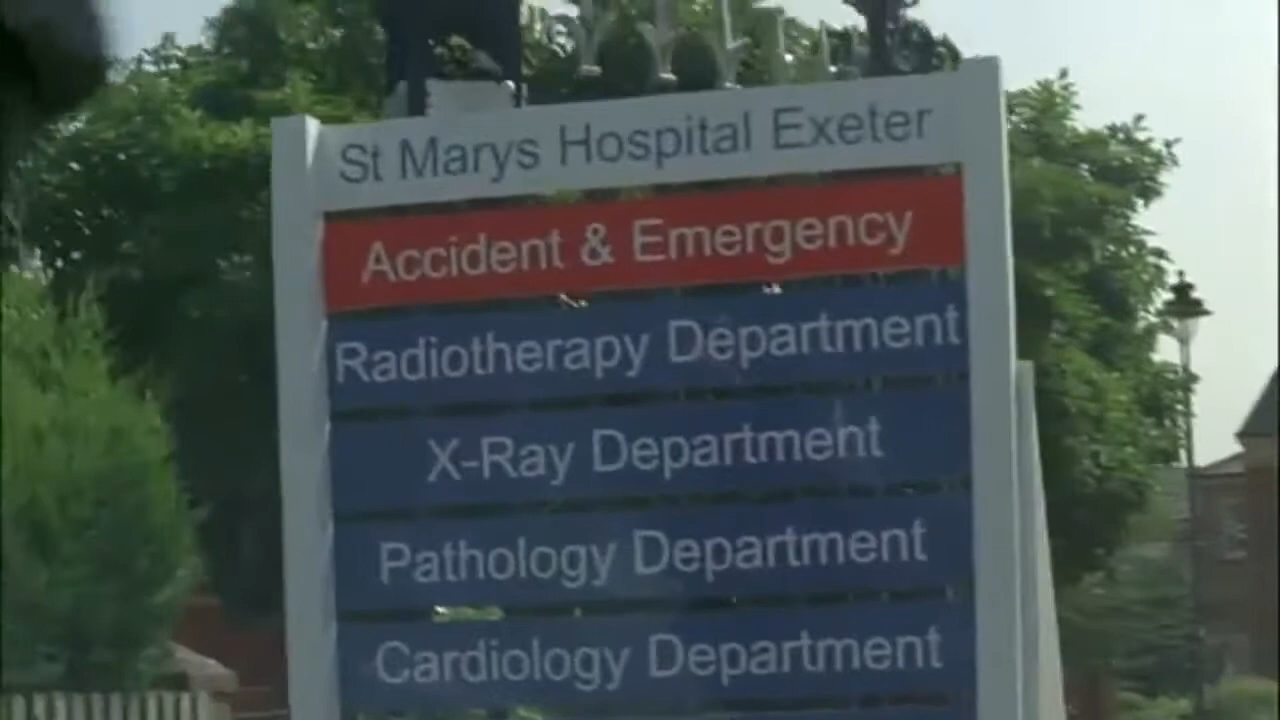 St Marys Hospital Exeter
Accident & Emergency
Radiotherapy Department
X-Ray Department
Pathology Department
Cardiology Department